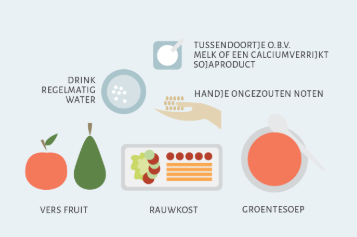 TUSSENDOORTJE O.B.V.
MELK OF EEN CALCIUMVERRIJKT
SOJAPRODUCT
DRINK
REGELMATIG
WATER
HANDJE ONGEZOUTEN NOTEN
VERS FRUIT
RAUWKOST
GROENTESOEP